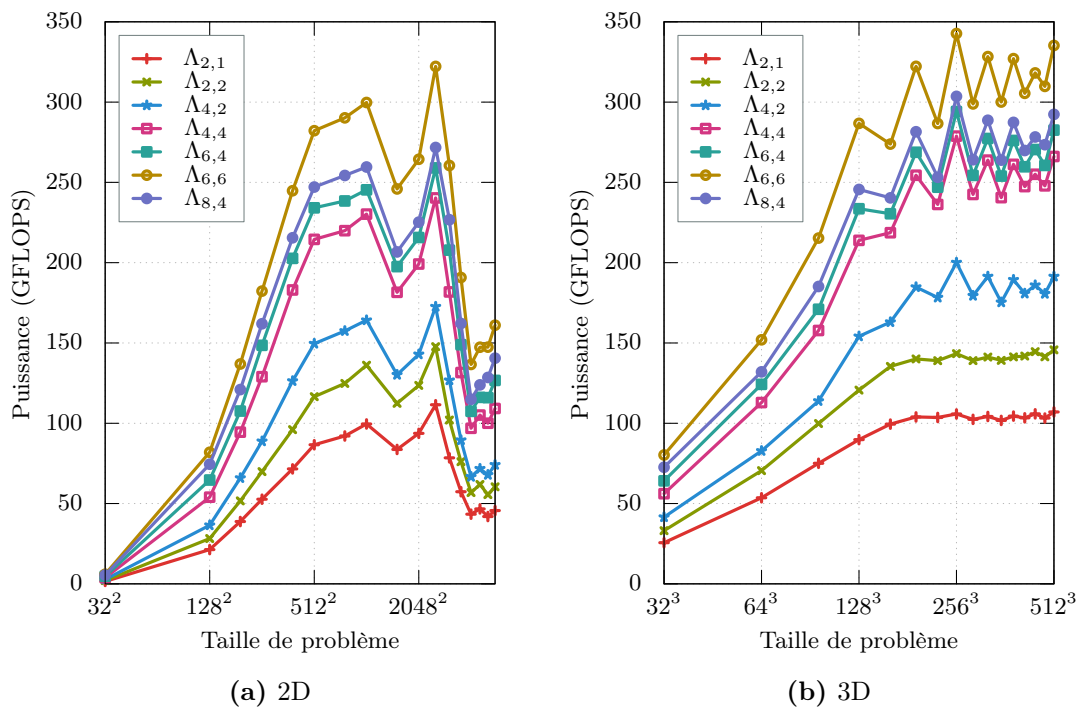 350
300
250
200
150
100
50
0
Puissance (GFLOPS)
Λ2,1
Λ2,2
Λ4,2
Λ4,4
Λ6,4
Λ6,6
Λ8,4
32² 128² 512² 2048²
Taille de problème
(a) 2D
350
300
250
200
150
100
50
0
Puissance (GFLOPS)
Λ2,1
Λ2,2
Λ4,2
Λ4,4
Λ6,4
Λ6,6
Λ8,4
32³ 64³ 128³ 256³ 512³
Taille de problème
(b) 3D